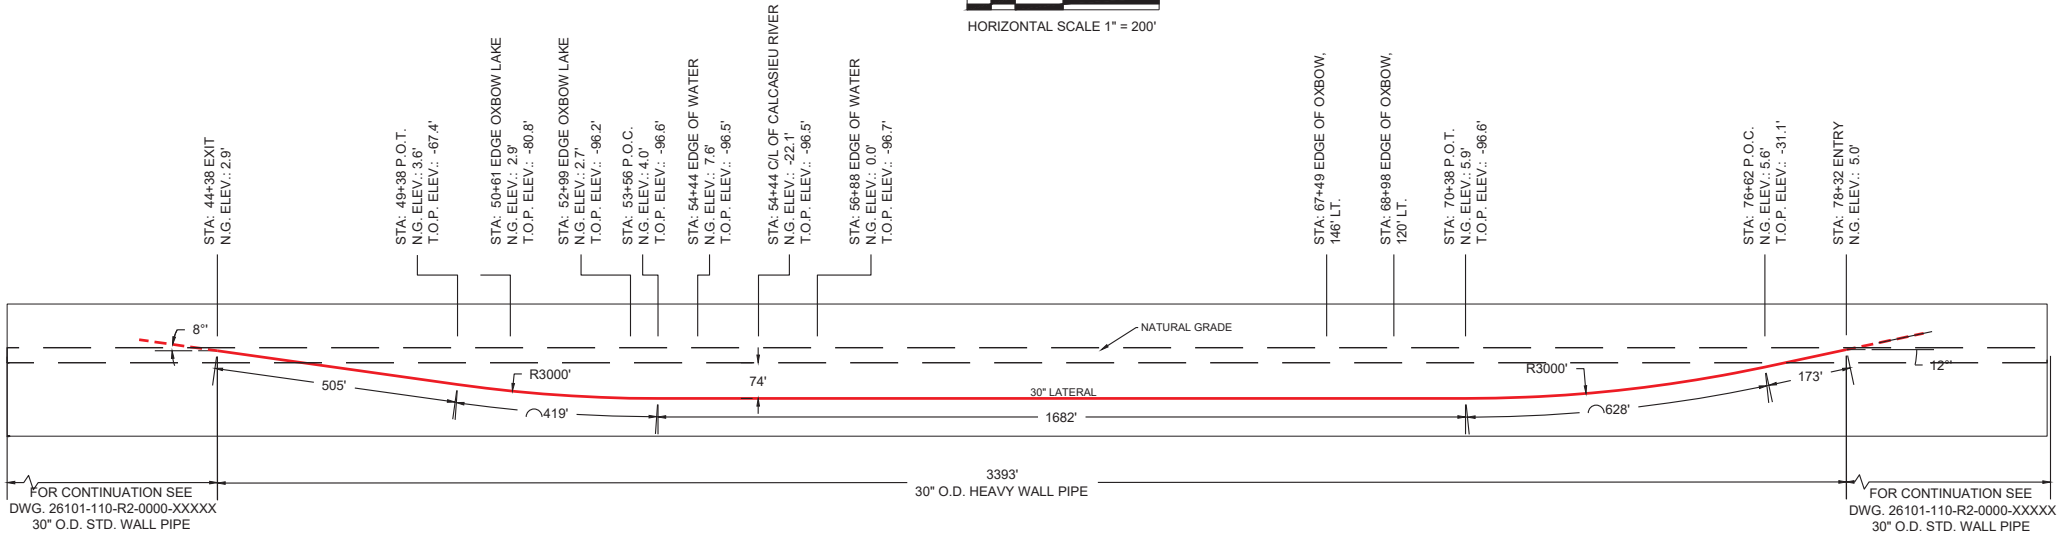 HORIZONTAL SCALE 1" = 200'
STA: 44+38 EXIT
N.G. ELEV.: 2.9'
STA: 49+38 P.O.T.
N.G. ELEV.: 3.6'
T.O.P. ELEV.: -67.4'
STA: 50+61 EDGE OXBOW LAKE
N.G. ELEV.: 2.9'
T.O.P. ELEV.: -80.8'
STA: 52+99 EDGE OXBOW LAKE
N.G. ELEV.: 2.7'
T.O.P. ELEV.: -96.2'
STA: 53+56 P.O.C.
N.G. ELEV.: 4.0'
T.O.P. ELEV.: -96.6'
STA: 54+44 EDGE OF WATER
N.G. ELEV.: 7.6'
T.O.P. ELEV.: -96.5'
STA: 54+44 C/L OF CALCASIEU RIVER
N.G. ELEV.: -22.1'
T.O.P. ELEV.: -96.5'
STA: 56+88 EDGE OF WATER
N.G. ELEV.: 0.0'
T.O.P. ELEV.: -96.7'
STA: 67+49 EDGE OF OXBOW,
146' LT.
STA: 68+98 EDGE OF OXBOW,
120' LT.
STA: 70+38 P.O.T.
N.G. ELEV.: 5.9'
T.O.P. ELEV.: -96.6'
STA: 76+62 P.O.C.
N.G. ELEV.: 5.6'
T.O.P. ELEV.: -31.1'
STA: 78+32 ENTRY
N.G. ELEV.: 5.0'
8°'
NATURAL GRADE
12°'
505'
R3000'
74'
30" LATERAL
R3000'
173'
419'
1682'
628'
3393'
30" O.D. HEAVY WALL PIPE
FOR CONTINUATION SEE
DWG. 26101-110-R2-0000-XXXXX
30" O.D. STD. WALL PIPE
FOR CONTINUATION SEE
DWG. 26101-110-R2-0000-XXXXX
30" O.D. STD. WALL PIPE